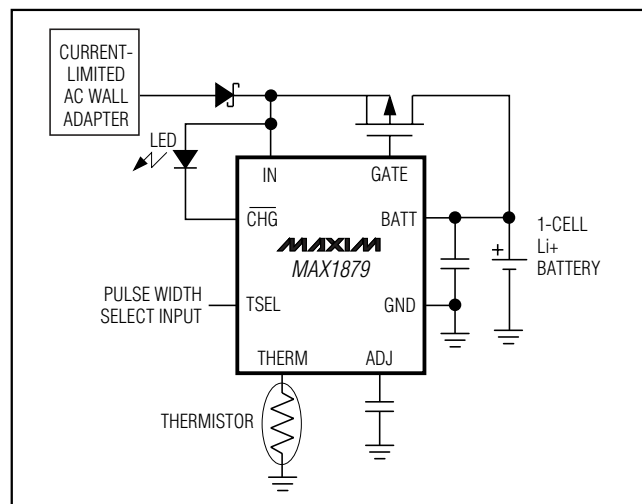 CURRENT-
LIMITED
AC WALL
ADAPTER
LED
IN
GATE
CHG
BATT
MAXIM
MAX1879
1-CELL
Li+
BATTERY
+
PULSE WIDTH
SELECT INPUT
TSEL
GND
THERM
ADJ
THERMISTOR